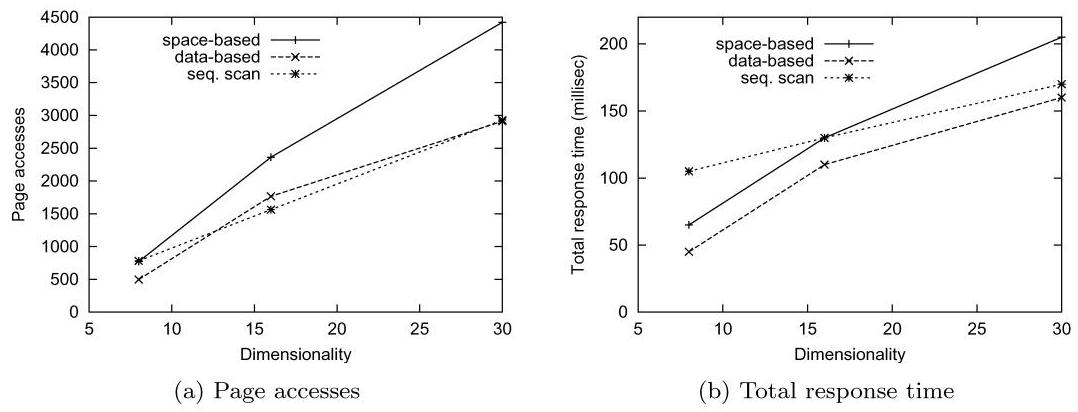 4500
4000
3500
3000
2500
2000
1500
1000
500
0
Page accesses
space-based
data-based
seq. scan
5 10 15 20 25 30
Dimensionality
(a) Page accesses
200
150
100
50
0
Total response time (millisec)
space-based
data-based
seq. scan
5 10 15 20 25 30
Dimensionality
(b) Total response time